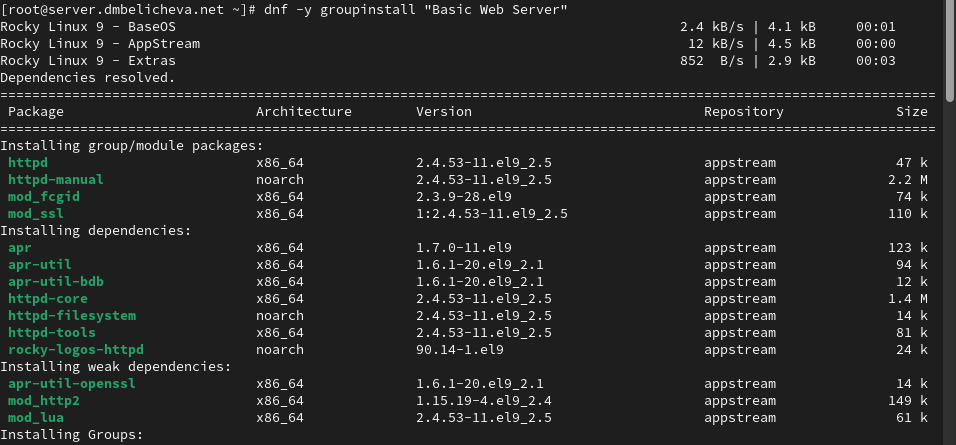 [root@server.dmbelicheva.net ~]# dnf -y groupinstall "Basic Web Server"
Rocky Linux 9 - BaseOS 2.4 kB/s | 4.1 kB 00:01
Rocky Linux 9 - AppStream 12 kB/s | 4.5 kB 00:00
Rocky Linux 9 - Extras 852 B/s | 2.9 kB 00:03
Dependencies resolved.
================================================================================
Package Architecture Version Repository Size
================================================================================
Installing group/module packages:
httpd x86_64 2.4.53-11.el9_2.5 appstream 47 k
httpd-manual noarch 2.4.53-11.el9_2.5 appstream 2.2 M
mod_fcgid x86_64 2.3.9-28.el9 appstream 74 k
mod_ssl x86_64 1:2.4.53-11.el9_2.5 appstream 110 k
Installing dependencies:
apr x86_64 1.7.0-11.el9 appstream 123 k
apr-util x86_64 1.6.1-20.el9_2.1 appstream 94 k
apr-util-bdb x86_64 1.6.1-20.el9_2.1 appstream 12 k
httpd-core x86_64 2.4.53-11.el9_2.5 appstream 1.4 M
httpd-filesystem noarch 2.4.53-11.el9_2.5 appstream 14 k
httpd-tools x86_64 2.4.53-11.el9_2.5 appstream 81 k
rocky-logos-httpd noarch 90.14-1.el9 appstream 24 k
Installing weak dependencies:
apr-util-openssl x86_64 1.6.1-20.el9_2.1 appstream 14 k
mod_http2 x86_64 1.15.19-4.el9_2.4 appstream 149 k
mod_lua x86_64 2.4.53-11.el9_2.5 appstream 61 k
Installing Groups: